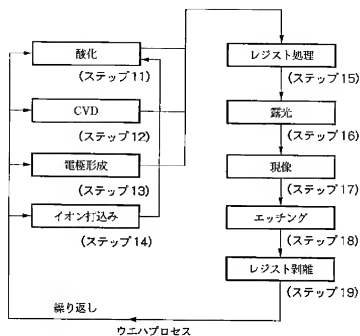 酸化
(ステップ11)
CVD
(ステップ12)
電極形成
(ステップ13)
イオン打込み
(ステップ14)
レジスト処理
(ステップ15)
露光
(ステップ16)
現像
(ステップ17)
エッチング
(ステップ18)
レジスト剥離
(ステップ19)
繰り返し
ウエハプロセス